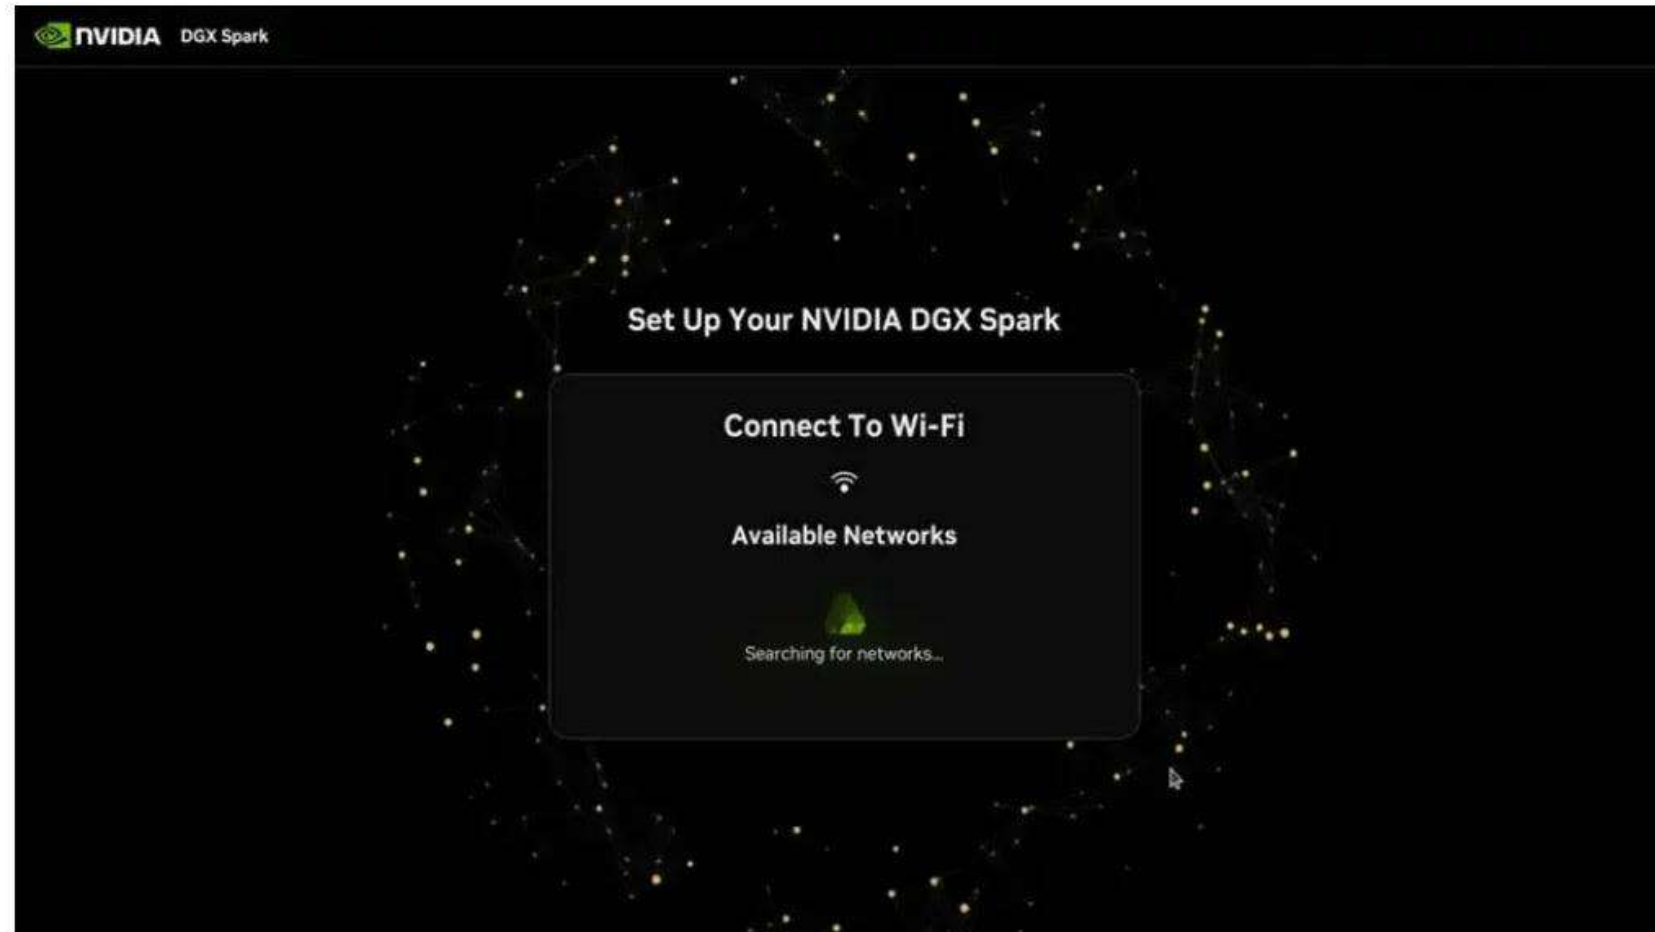 NVIDIA DGX Spark
Set Up Your NVIDIA DGX Spark
Connect To Wi-Fi
Available Networks
Searching for networks...